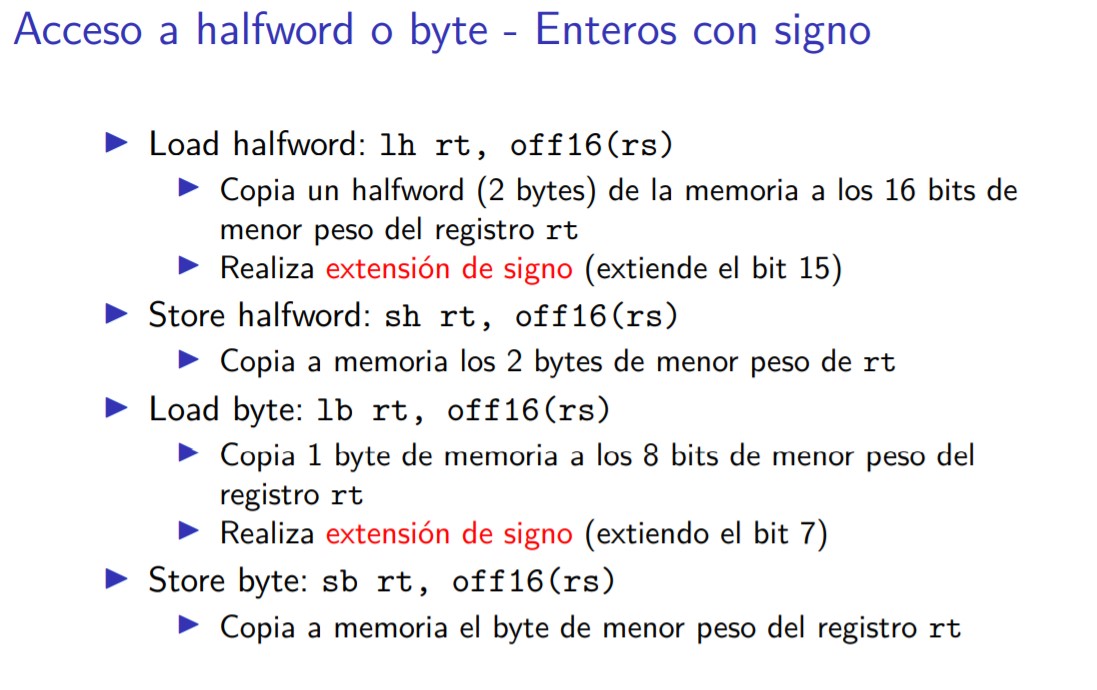 Acceso a halfword o byte - Enteros con signo
▶ Load halfword: lh rt, off16(rs)
▶ Copia un halfword (2 bytes) de la memoria a los 16 bits de
menor peso del registro rt
▶ Realiza extensión de signo (extiende el bit 15)
▶ Store halfword: sh rt, off16(rs)
▶ Copia a memoria los 2 bytes de menor peso de rt
▶ Load byte: lb rt, off16(rs)
▶ Copia 1 byte de memoria a los 8 bits de menor peso del
registro rt
▶ Realiza extensión de signo (extiendo el bit 7)
▶ Store byte: sb rt, off16(rs)
▶ Copia a memoria el byte de menor peso del registro rt